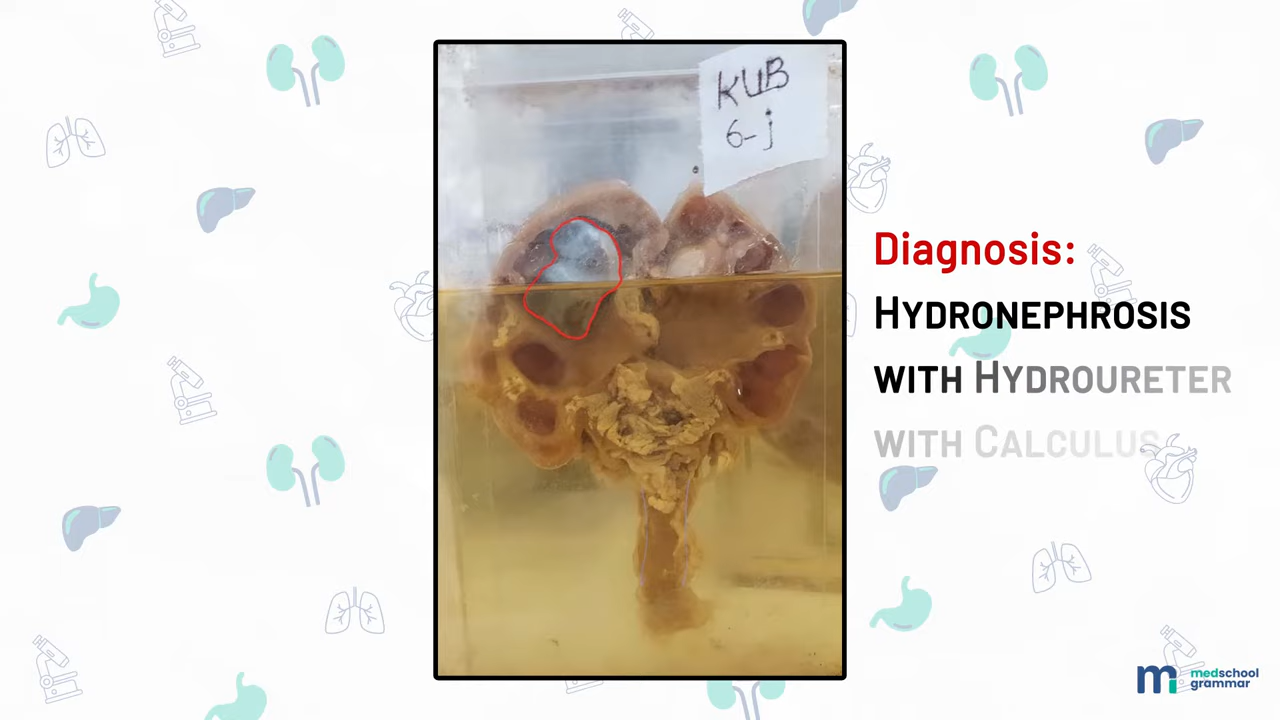 KUB
6-j
Diagnosis:
HYDRONEPHROSIS
WITH HYDROURETER
WITH CALCULUS
medschool
grammar